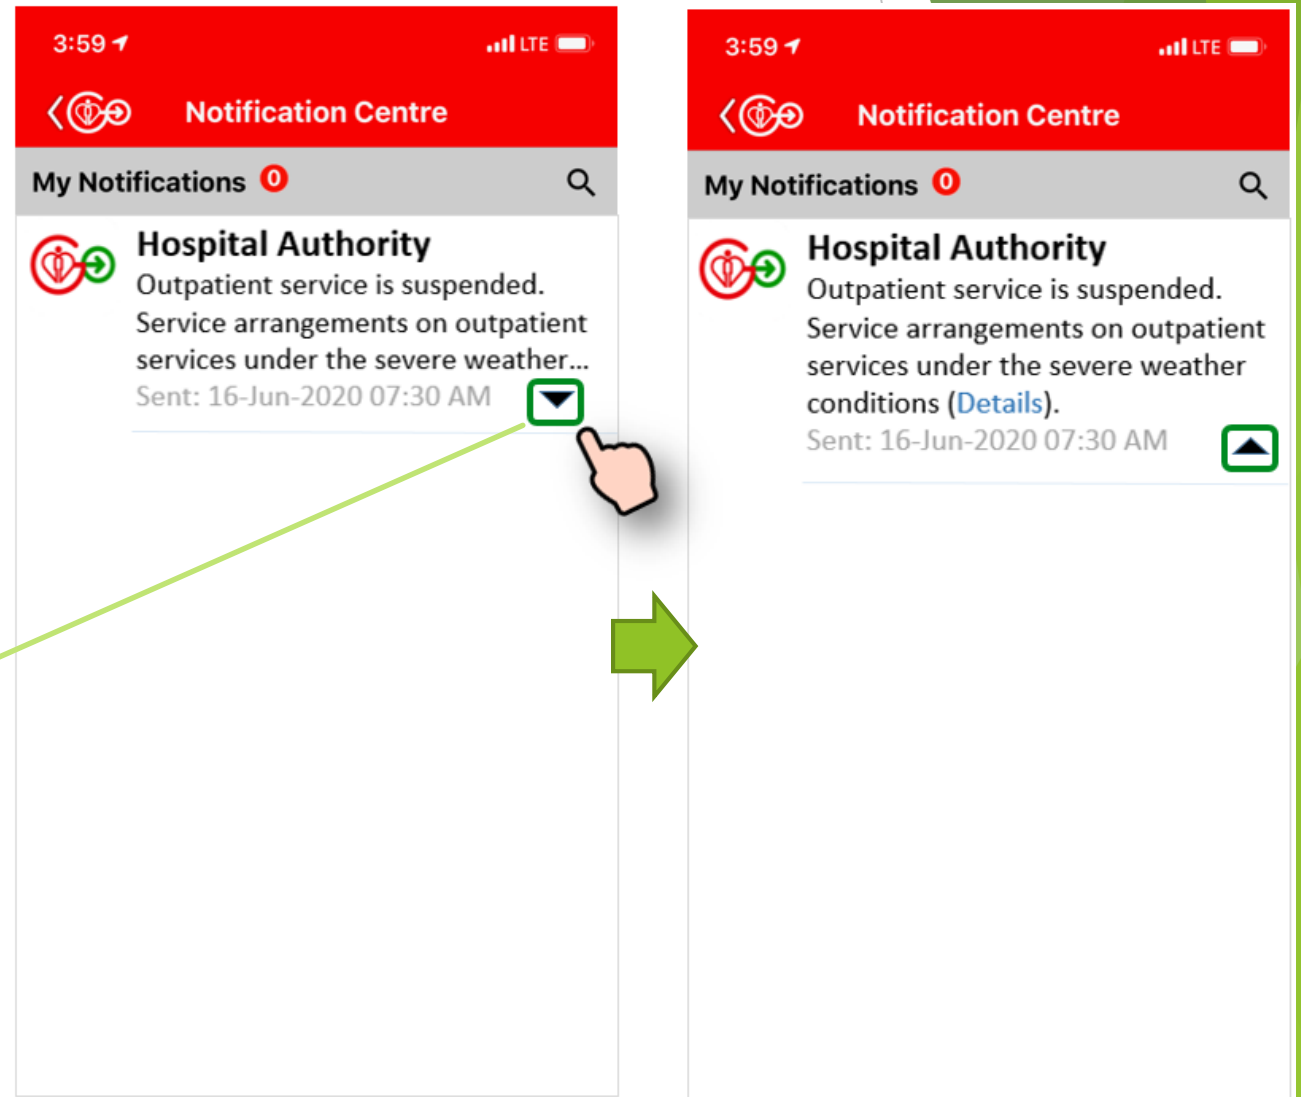 3:59
LTE
Notification Centre
My Notifications 0
Hospital Authority
Outpatient service is suspended.
Service arrangements on outpatient
services under the severe weather...
Sent: 16-Jun-2020 07:30 AM
3:59
LTE
Notification Centre
My Notifications 0
Hospital Authority
Outpatient service is suspended.
Service arrangements on outpatient
services under the severe weather
conditions (Details).
Sent: 16-Jun-2020 07:30 AM